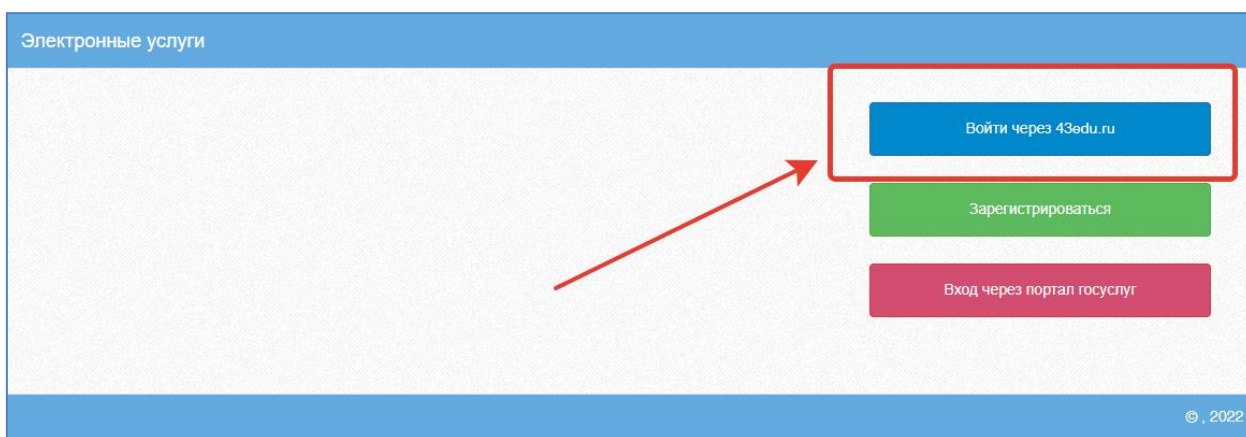 Электронные услуги
Войти через 43edu.ru
Зарегистрироваться
Вход через портал госуслуг
© , 2022